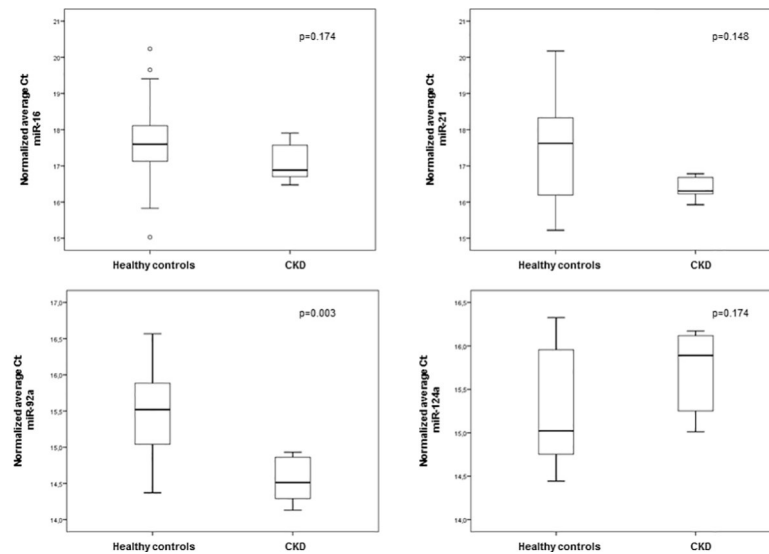 21
20
19
18
17
16
15
Normalized average Ct
miR-16
p=0.174
Healthy controls
CKD
21
20
19
18
17
16
15
Normalized average Ct
miR-21
p=0.148
Healthy controls
CKD
17,0
16,5
16,0
15,5
15,0
14,5
14,0
Normalized average Ct
miR-92a
p=0.003
Healthy controls
CKD
16,5
16,0
15,5
15,0
14,5
14,0
Normalized average Ct
miR-124a
p=0.174
Healthy controls
CKD